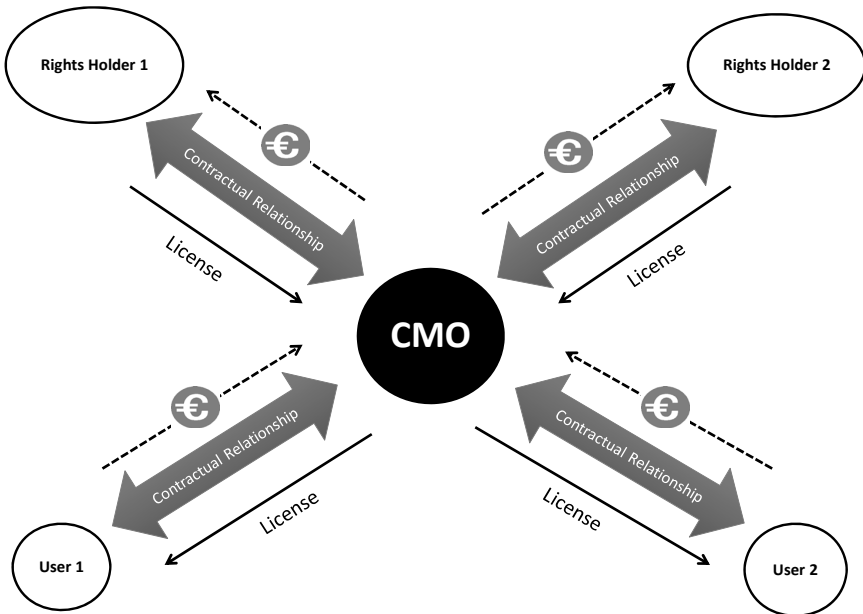 Rights Holder 1
Rights Holder 2
€
€
Contractual Relationship
Contractual Relationship
License
License
CMO
€
€
Contractual Relationship
Contractual Relationship
License
License
User 1
User 2